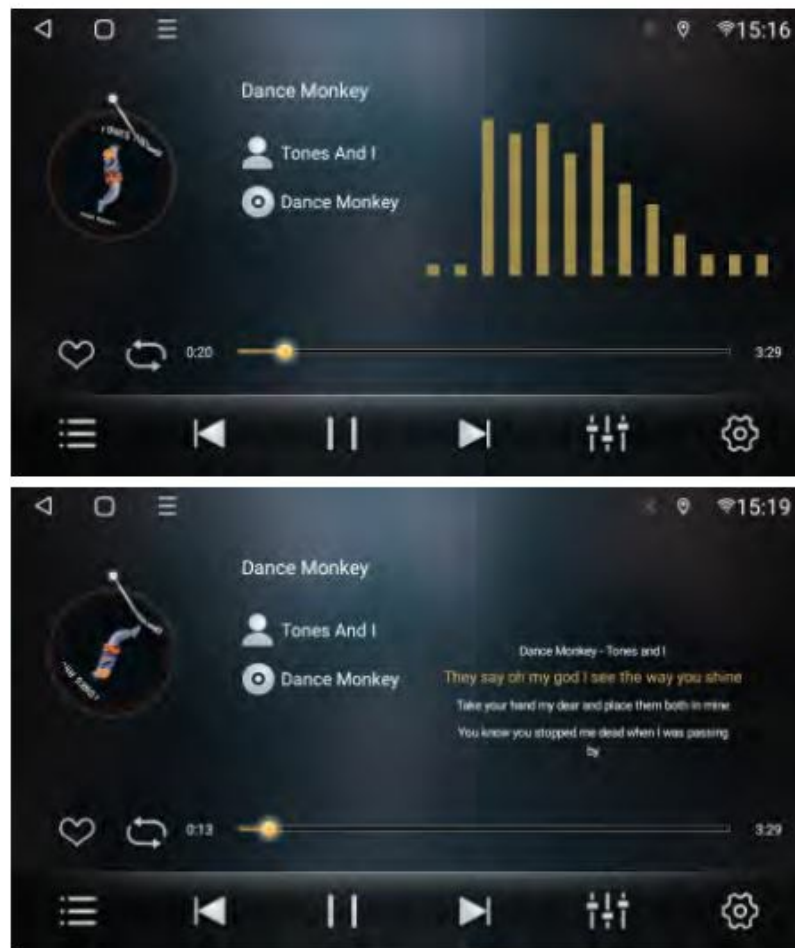 15:16
Dance Monkey
Tones And I
Dance Monkey
0:20
3:29
15:19
Dance Monkey
Tones And I
Dance Monkey
Dance Monkey - Tones and I
They say oh my god I see the way you shine
Take your hand my dear and place them both in mine
You know you stopped me dead when I was passing
by
0:13
3:29